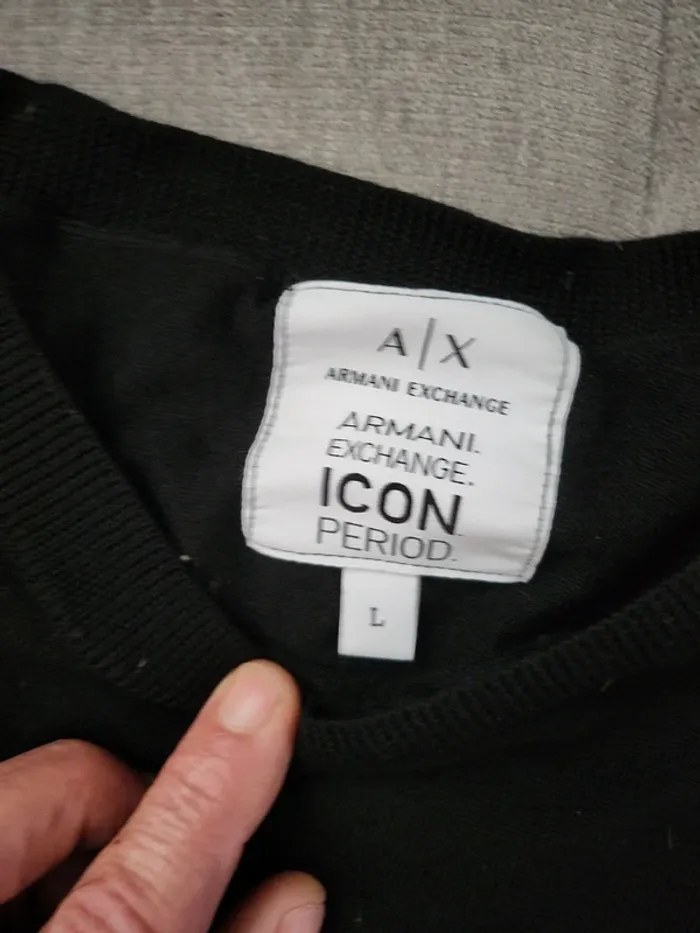 A|X
ARMANI EXCHANGE
ARMANI.
EXCHANGE.
ICON
PERIOD.
L